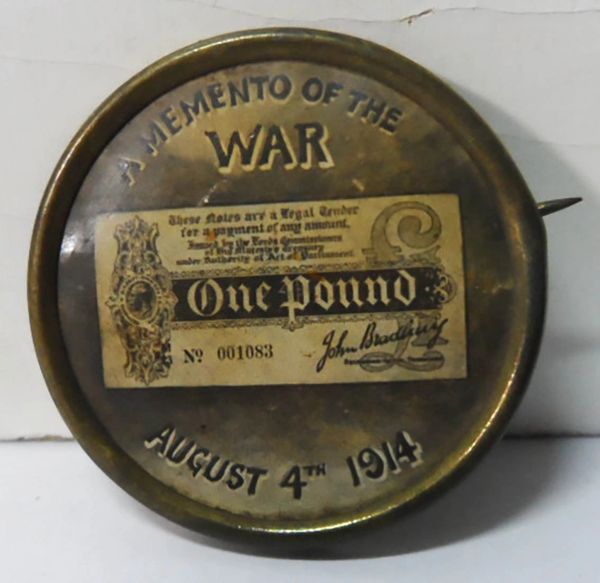 A MEMENTO OF THE
WAR
These Notes are a Legal Tender
for a payment of any amount.
Issued by the Lords Commissioners
of His Majesty's Treasury
under Authority of Act of Parliament.
One Pound
£1
No 001083
John Bradbury
AUGUST 4TH 1914